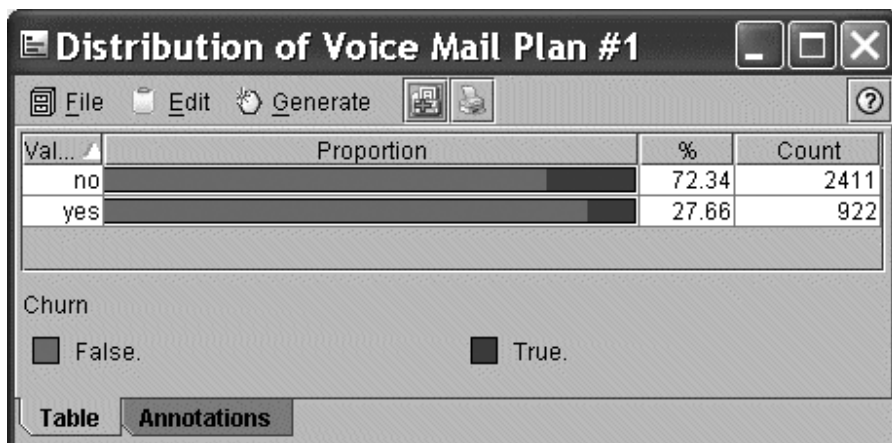 Distribution of Voice Mail Plan #1
File Edit Generate
Val... Proportion % Count
no 72.34 2411
yes 27.66 922
Churn
False. True.
Table Annotations